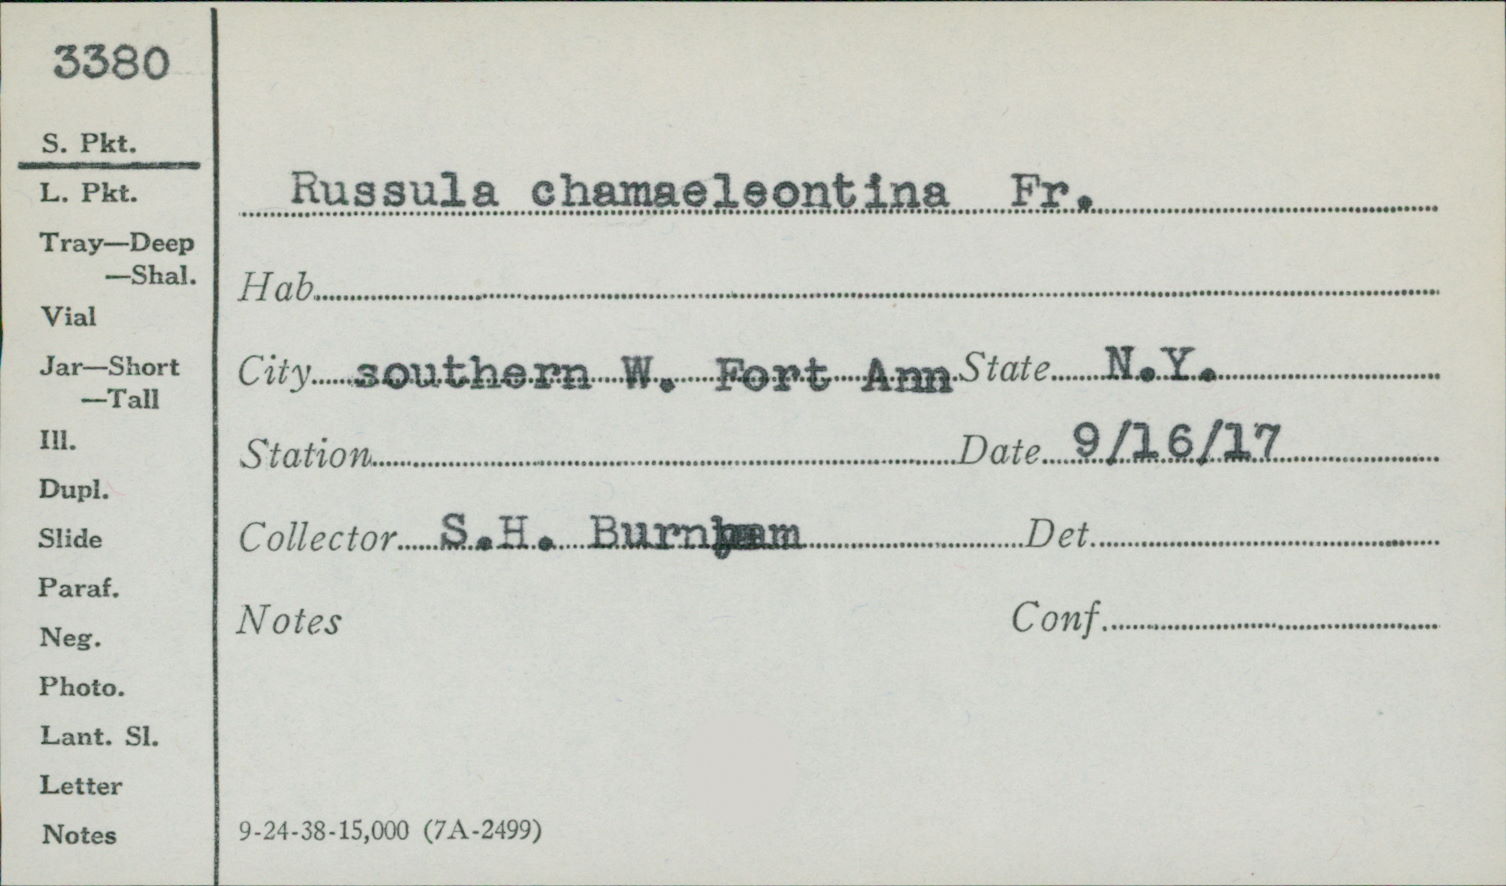 3380
S. Pkt.
L. Pkt.
Tray—Deep
—Shal.
Vial
Jar—Short
—Tall
Ill.
Dupl.
Slide
Paraf.
Neg.
Photo.
Lant. Sl.
Letter
Notes
Russula chamaeleontina Fr.
Hab.
City southern W. Fort Ann State N.Y.
Station Date 9/16/17
Collector S.H. Burnham Det.
Notes Conf.
9-24-38-15,000 (7A-2499)